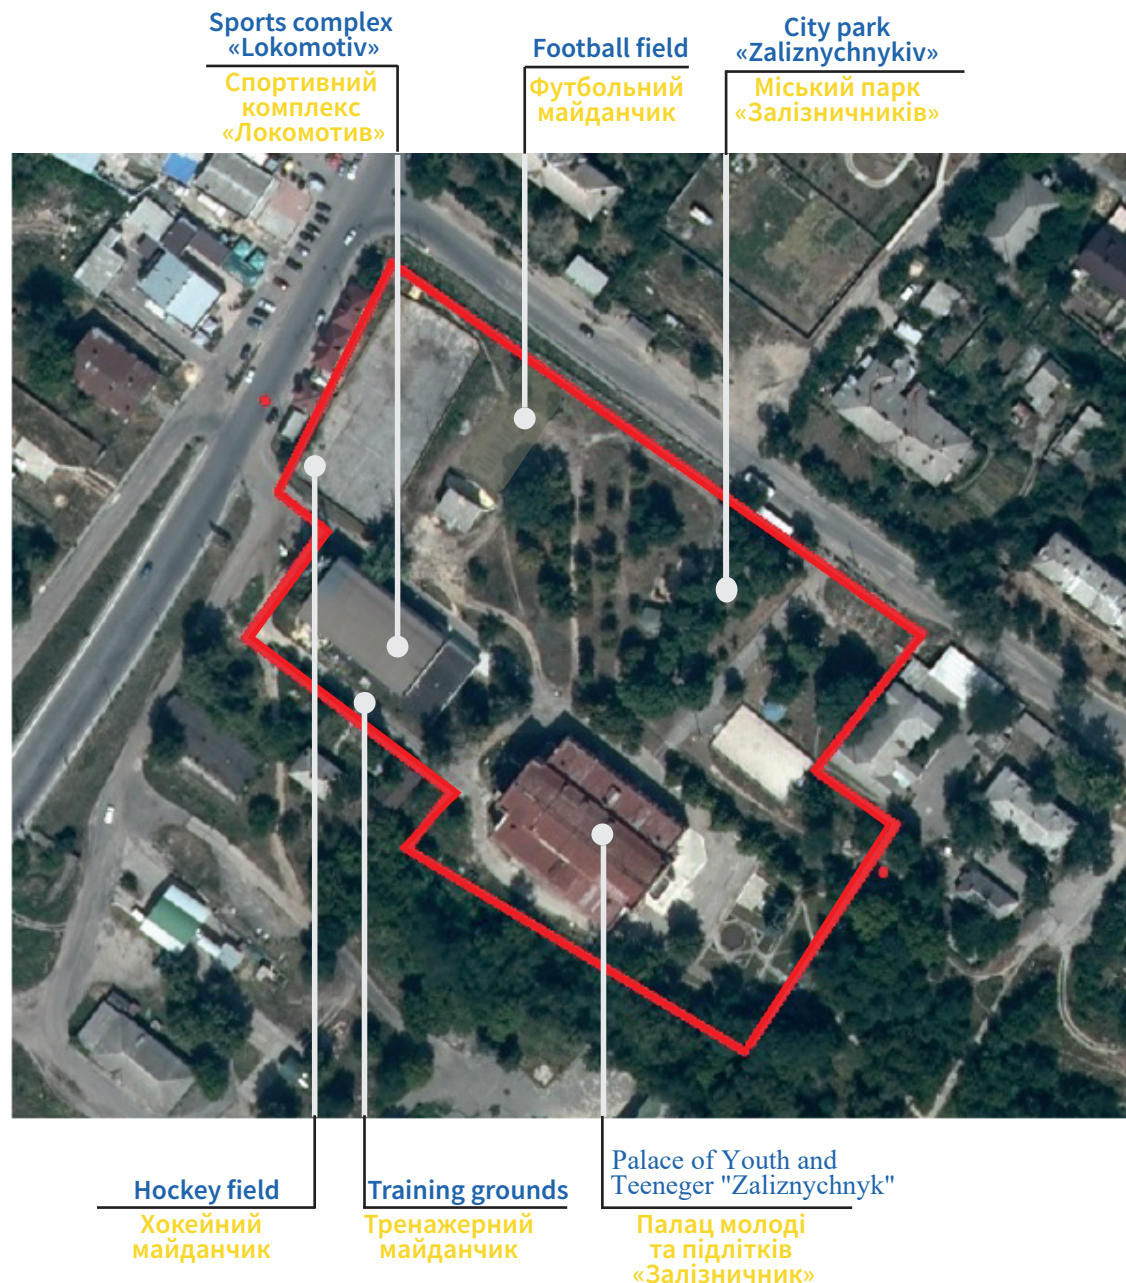 Sports complex
«Lokomotiv»
Спортивний
комплекс
«Локомотив»
Football field
Футбольний
майданчик
City park
«Zaliznychnykiv»
Міський парк
«Залізничників»
Hockey field
Хокейний
майданчик
Training grounds
Тренажерний
майданчик
Palace of Youth and
Teeneger "Zaliznychnyk"
Палац молоді
та підлітків
«Залізничник»